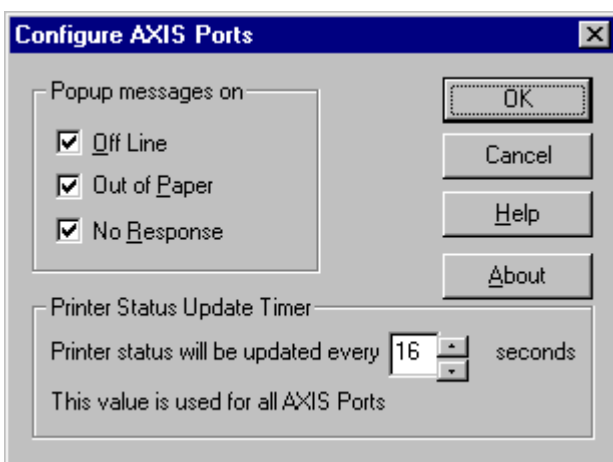 Configure AXIS Ports
Popup messages on
Off Line
Out of Paper
No Response
OK
Cancel
Help
About
Printer Status Update Timer
Printer status will be updated every 16 seconds
This value is used for all AXIS Ports